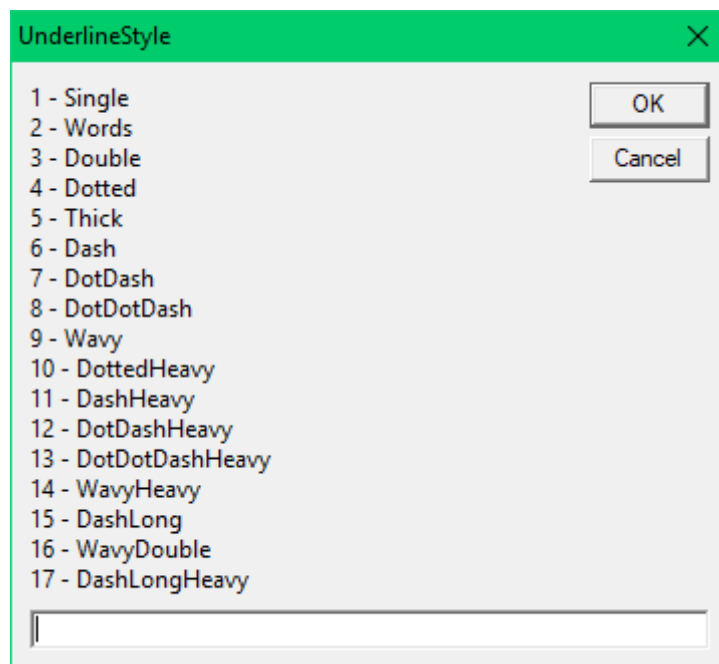 UnderlineStyle
1 - Single
2 - Words
3 - Double
4 - Dotted
5 - Thick
6 - Dash
7 - DotDash
8 - DotDotDash
9 - Wavy
10 - DottedHeavy
11 - DashHeavy
12 - DotDashHeavy
13 - DotDotDashHeavy
14 - WavyHeavy
15 - DashLong
16 - WavyDouble
17 - DashLongHeavy
OK
Cancel